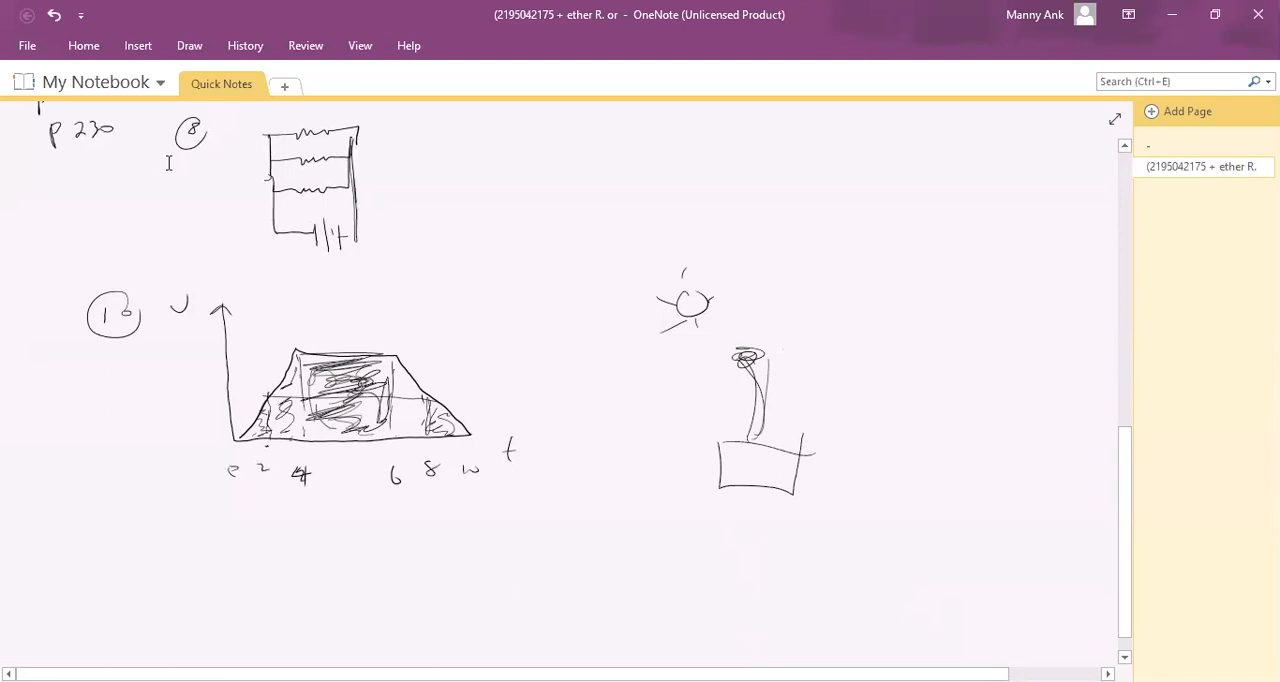 (2195042175 + ether R. or - OneNote (Unlicensed Product)
Manny Ank
File Home Insert Draw History Review View Help
My Notebook
Quick Notes
Search (Ctrl+E)
Add Page
-
(2195042175 + ether R.
p 230 8
10 v
t
2 4 6 8 10